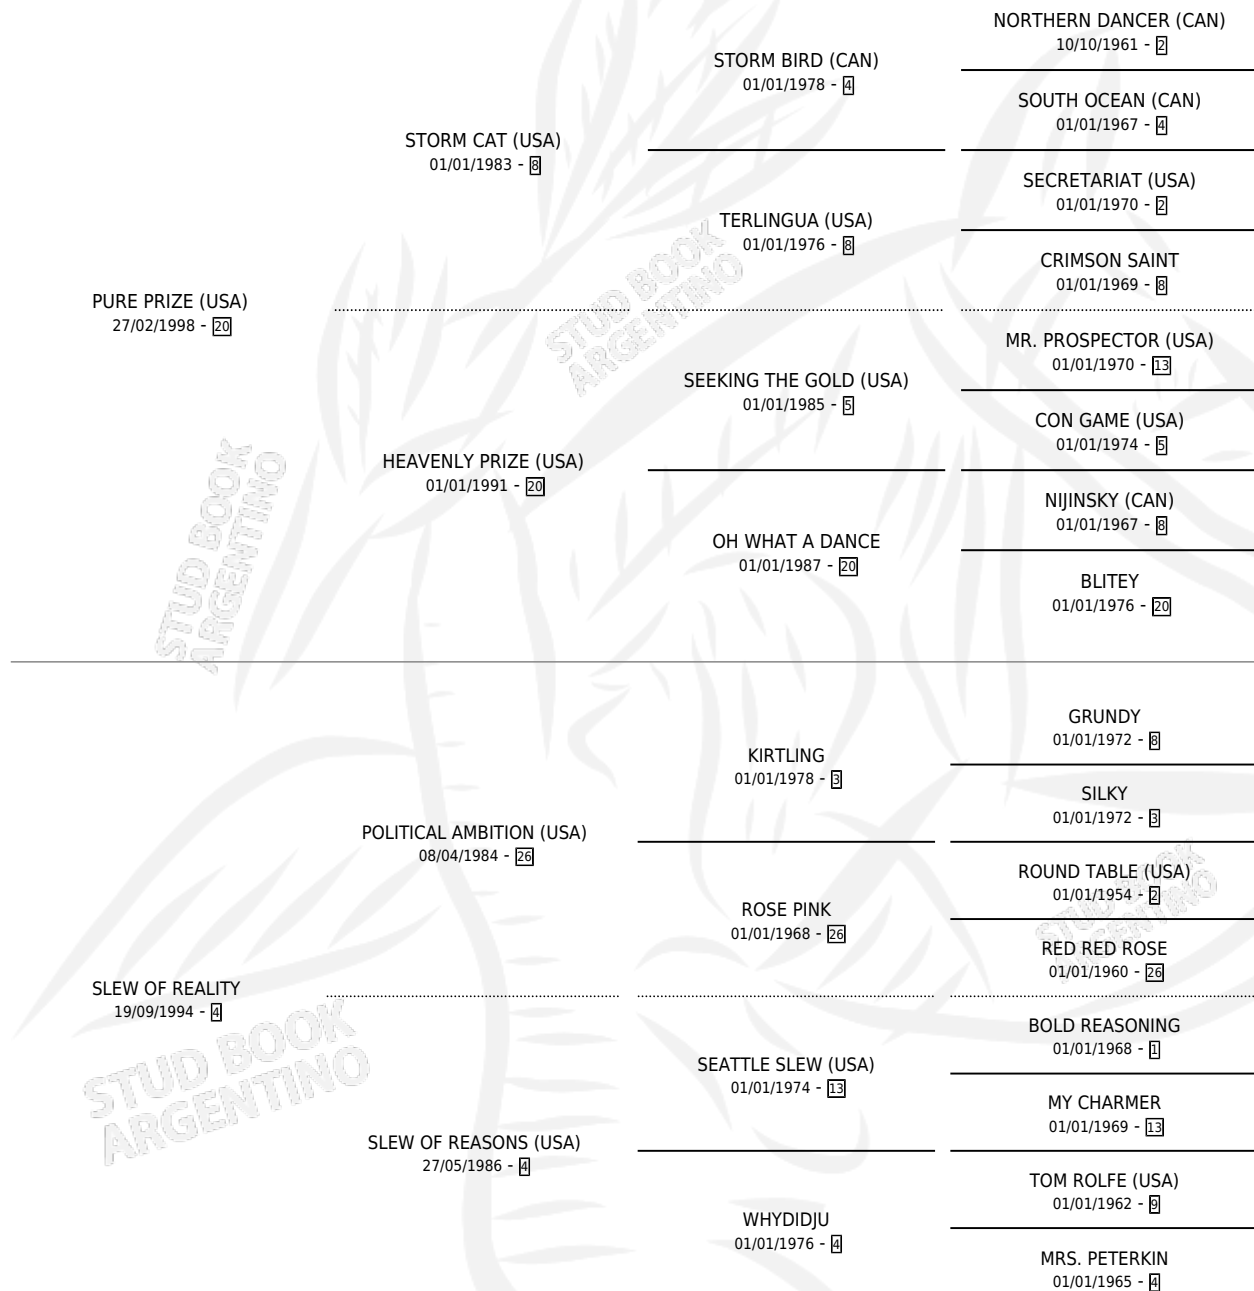 NORTHERN DANCER (CAN)
10/10/1961 - 2
STORM BIRD (CAN)
01/01/1978 - 4
SOUTH OCEAN (CAN)
01/01/1967 - 4
STORM CAT (USA)
01/01/1983 - 8
SECRETARIAT (USA)
01/01/1970 - 2
TERLINGUA (USA)
01/01/1976 - 8
CRIMSON SAINT
01/01/1969 - 8
PURE PRIZE (USA)
27/02/1998 - 20
MR. PROSPECTOR (USA)
01/01/1970 - 13
SEEKING THE GOLD (USA)
01/01/1985 - 5
CON GAME (USA)
01/01/1974 - 5
HEAVENLY PRIZE (USA)
01/01/1991 - 20
NIJINSKY (CAN)
01/01/1967 - 8
OH WHAT A DANCE
01/01/1987 - 20
BLITEY
01/01/1976 - 20
GRUNDY
01/01/1972 - 8
KIRTLING
01/01/1978 - 3
SILKY
01/01/1972 - 3
POLITICAL AMBITION (USA)
08/04/1984 - 26
ROUND TABLE (USA)
01/01/1954 - 2
ROSE PINK
01/01/1968 - 26
RED RED ROSE
01/01/1960 - 26
SLEW OF REALITY
19/09/1994 - 4
BOLD REASONING
01/01/1968 - 1
SEATTLE SLEW (USA)
01/01/1974 - 13
MY CHARMER
01/01/1969 - 13
SLEW OF REASONS (USA)
27/05/1986 - 4
TOM ROLFE (USA)
01/01/1962 - 9
WHYDIDJU
01/01/1976 - 4
MRS. PETERKIN
01/01/1965 - 4
STUD BOOK
ARGENTINO
STUD BOOK
ARGENTINO
STUD BOOK
ARGENTINO
STUD BOOK
ARGENTINO